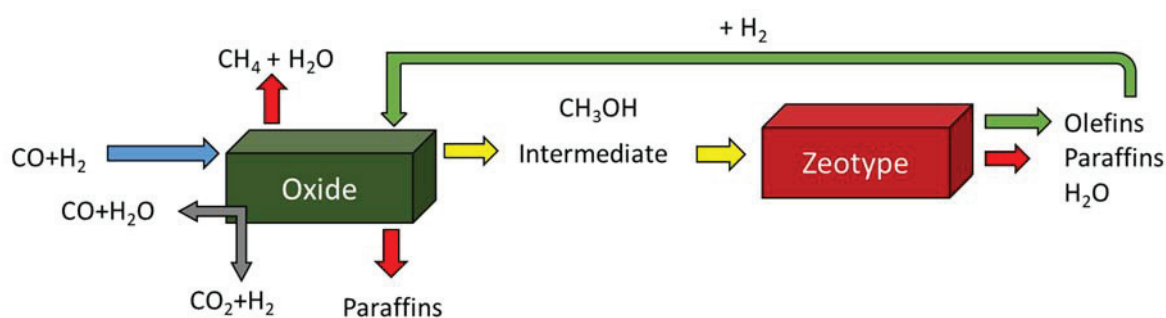 + H₂
CH₄ + H₂O
CH₃OH
CO+H₂
Oxide
Intermediate
Zeotype
Olefins
Paraffins
H₂O
CO+H₂O
CO₂+H₂
Paraffins